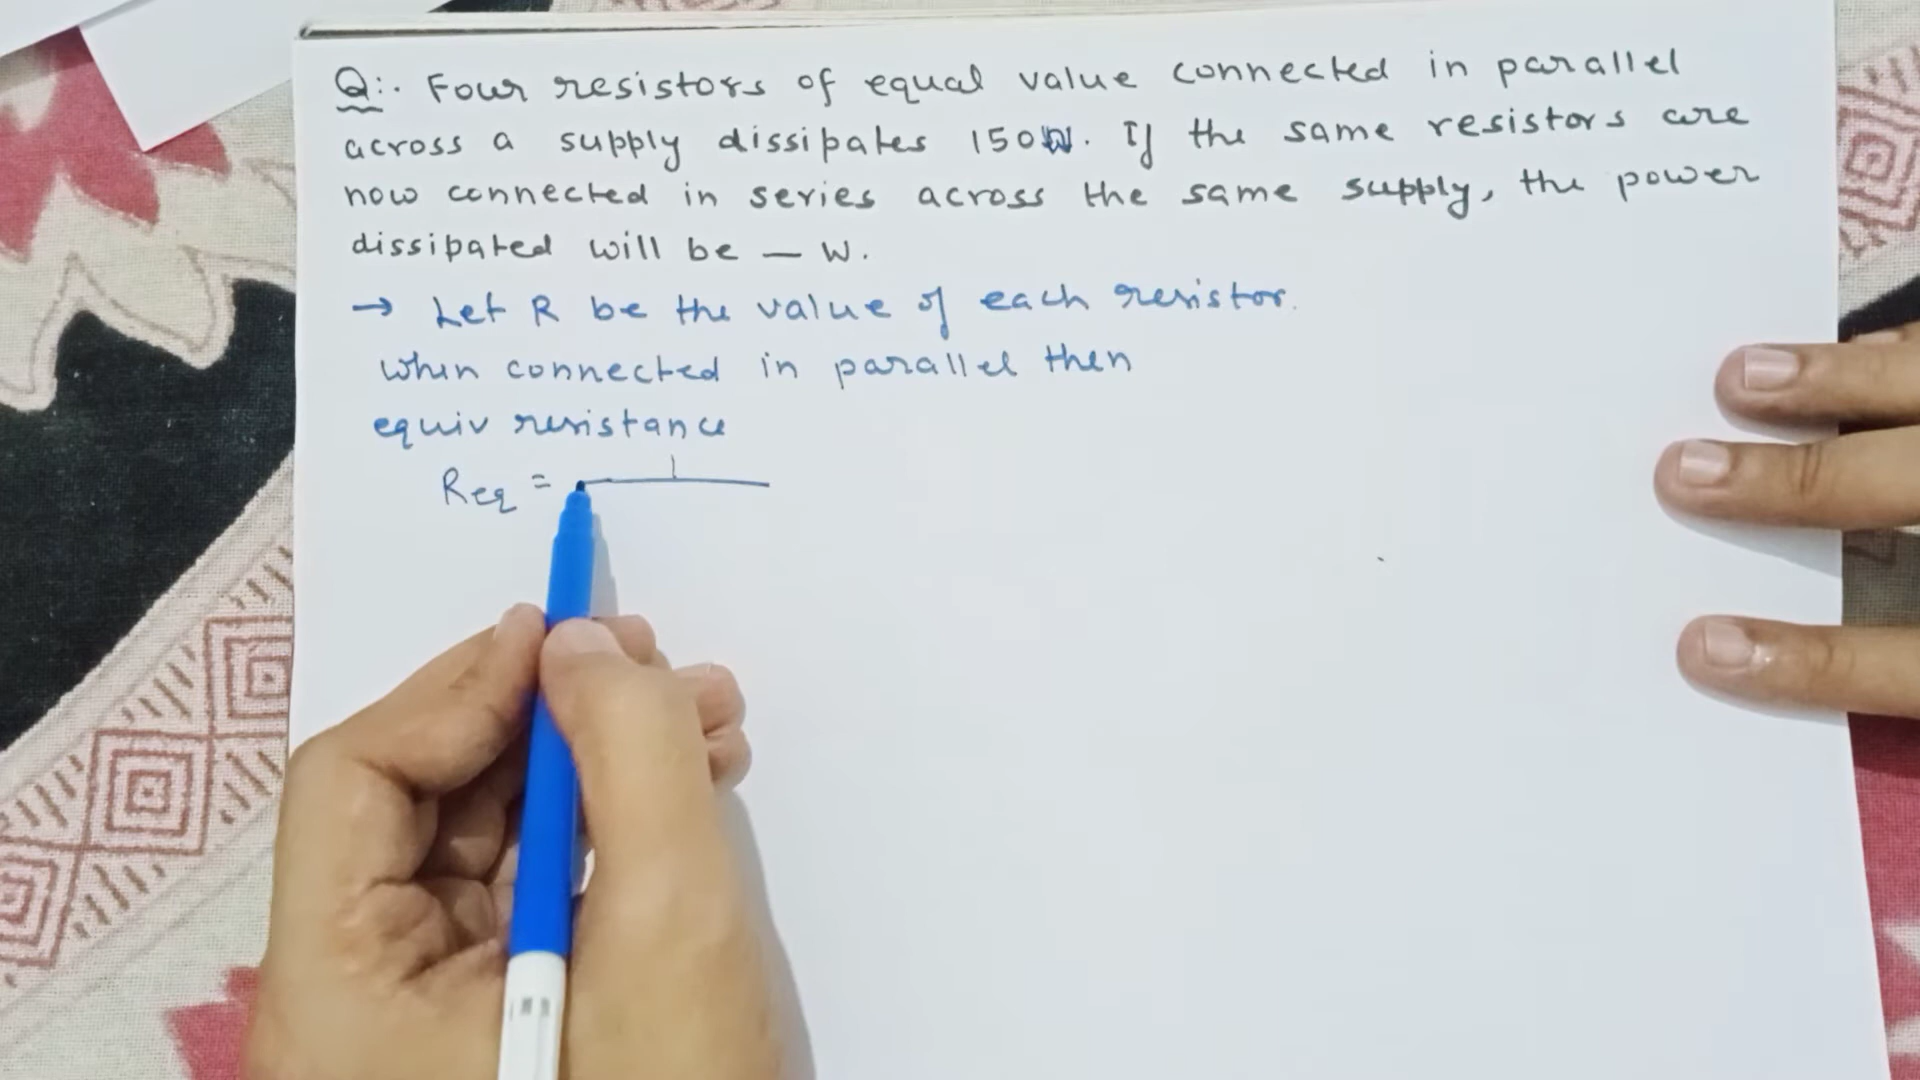 Q:. Four resistors of equal value connected in parallel
across a supply dissipates 150W. If the same resistors are
now connected in series across the same supply, the power
dissipated will be — W.
→ Let R be the value of each resistor.
when connected in parallel then
equiv resistance
Req = 1